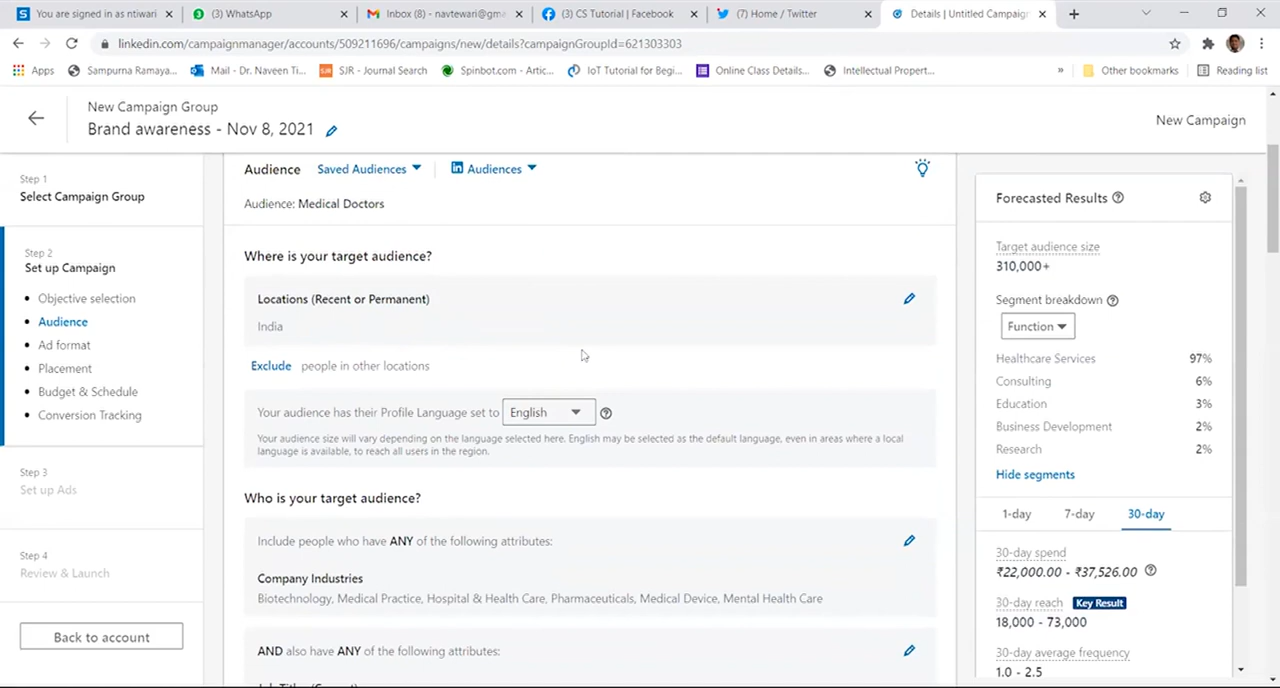 You are signed in as ntiwari
(3) WhatsApp
Inbox (8) - navtewari@gm
(3) CS Tutorial | Facebook
(7) Home / Twitter
Details | Untitled Campaign
linkedin.com/campaignmanager/accounts/509211696/campaigns/new/details?campaignGroupId=621303303
Apps
Sampurna Ramaya...
Mail - Dr. Naveen Ti...
SJR - Journal Search
Spinbot.com - Artic...
IoT Tutorial for Begi...
Online Class Details...
Intellectual Propert...
»
Other bookmarks
Reading list
New Campaign Group
Brand awareness - Nov 8, 2021
New Campaign
Step 1
Select Campaign Group
Step 2
Set up Campaign
• Objective selection
• Audience
• Ad format
• Placement
• Budget & Schedule
• Conversion Tracking
Step 3
Set up Ads
Step 4
Review & Launch
Back to account
Audience
Saved Audiences
in Audiences
Audience: Medical Doctors
Where is your target audience?
Locations (Recent or Permanent)
India
Exclude people in other locations
Your audience has their Profile Language set to English
Your audience size will vary depending on the language selected here. English may be selected as the default language, even in areas where a local
language is available, to reach all users in the region.
Who is your target audience?
Include people who have ANY of the following attributes:
Company Industries
Biotechnology, Medical Practice, Hospital & Health Care, Pharmaceuticals, Medical Device, Mental Health Care
AND also have ANY of the following attributes:
Forecasted Results
Target audience size
310,000+
Segment breakdown
Function
Healthcare Services 97%
Consulting 6%
Education 3%
Business Development 2%
Research 2%
Hide segments
1-day 7-day 30-day
30-day spend
₹22,000.00 - ₹37,526.00
30-day reach Key Result
18,000 - 73,000
30-day average frequency
1.0 - 2.5